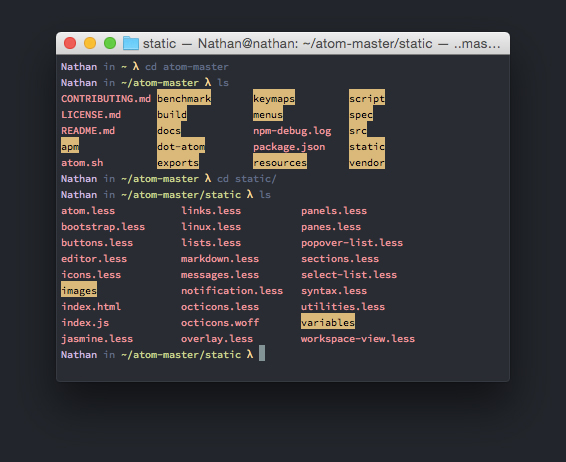 static — Nathan@nathan: ~/atom-master/static — ..mas…
Nathan in ~ λ cd atom-master
Nathan in ~/atom-master λ ls
CONTRIBUTING.md benchmark keymaps script
LICENSE.md build menus spec
README.md docs npm-debug.log src
apm dot-atom package.json static
atom.sh exports resources vendor
Nathan in ~/atom-master λ cd static/
Nathan in ~/atom-master/static λ ls
atom.less links.less panels.less
bootstrap.less linux.less panes.less
buttons.less lists.less popover-list.less
editor.less markdown.less sections.less
icons.less messages.less select-list.less
images notification.less syntax.less
index.html octicons.less utilities.less
index.js octicons.woff variables
jasmine.less overlay.less workspace-view.less
Nathan in ~/atom-master/static λ